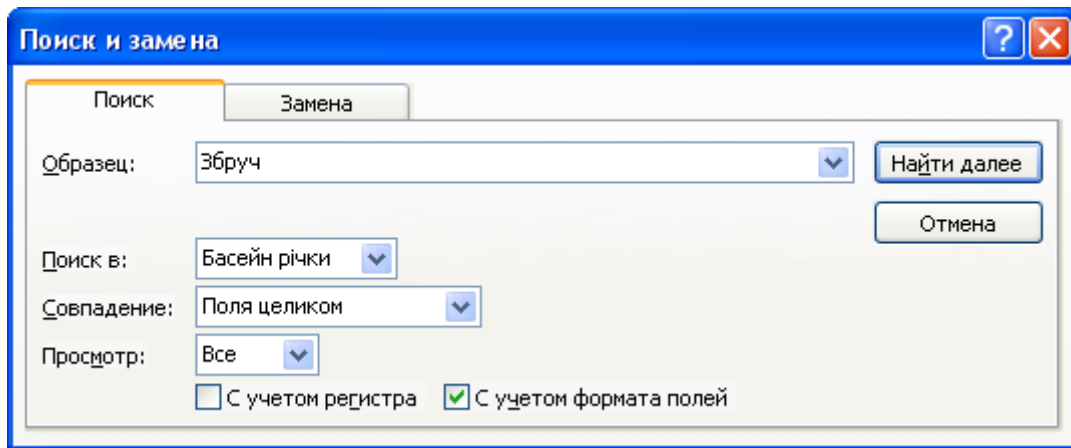 Поиск и замена
Поиск Замена
Образец: Збруч Найти далее
Отмена
Поиск в: Басейн річки
Совпадение: Поля целиком
Просмотр: Все
С учетом регистра С учетом формата полей